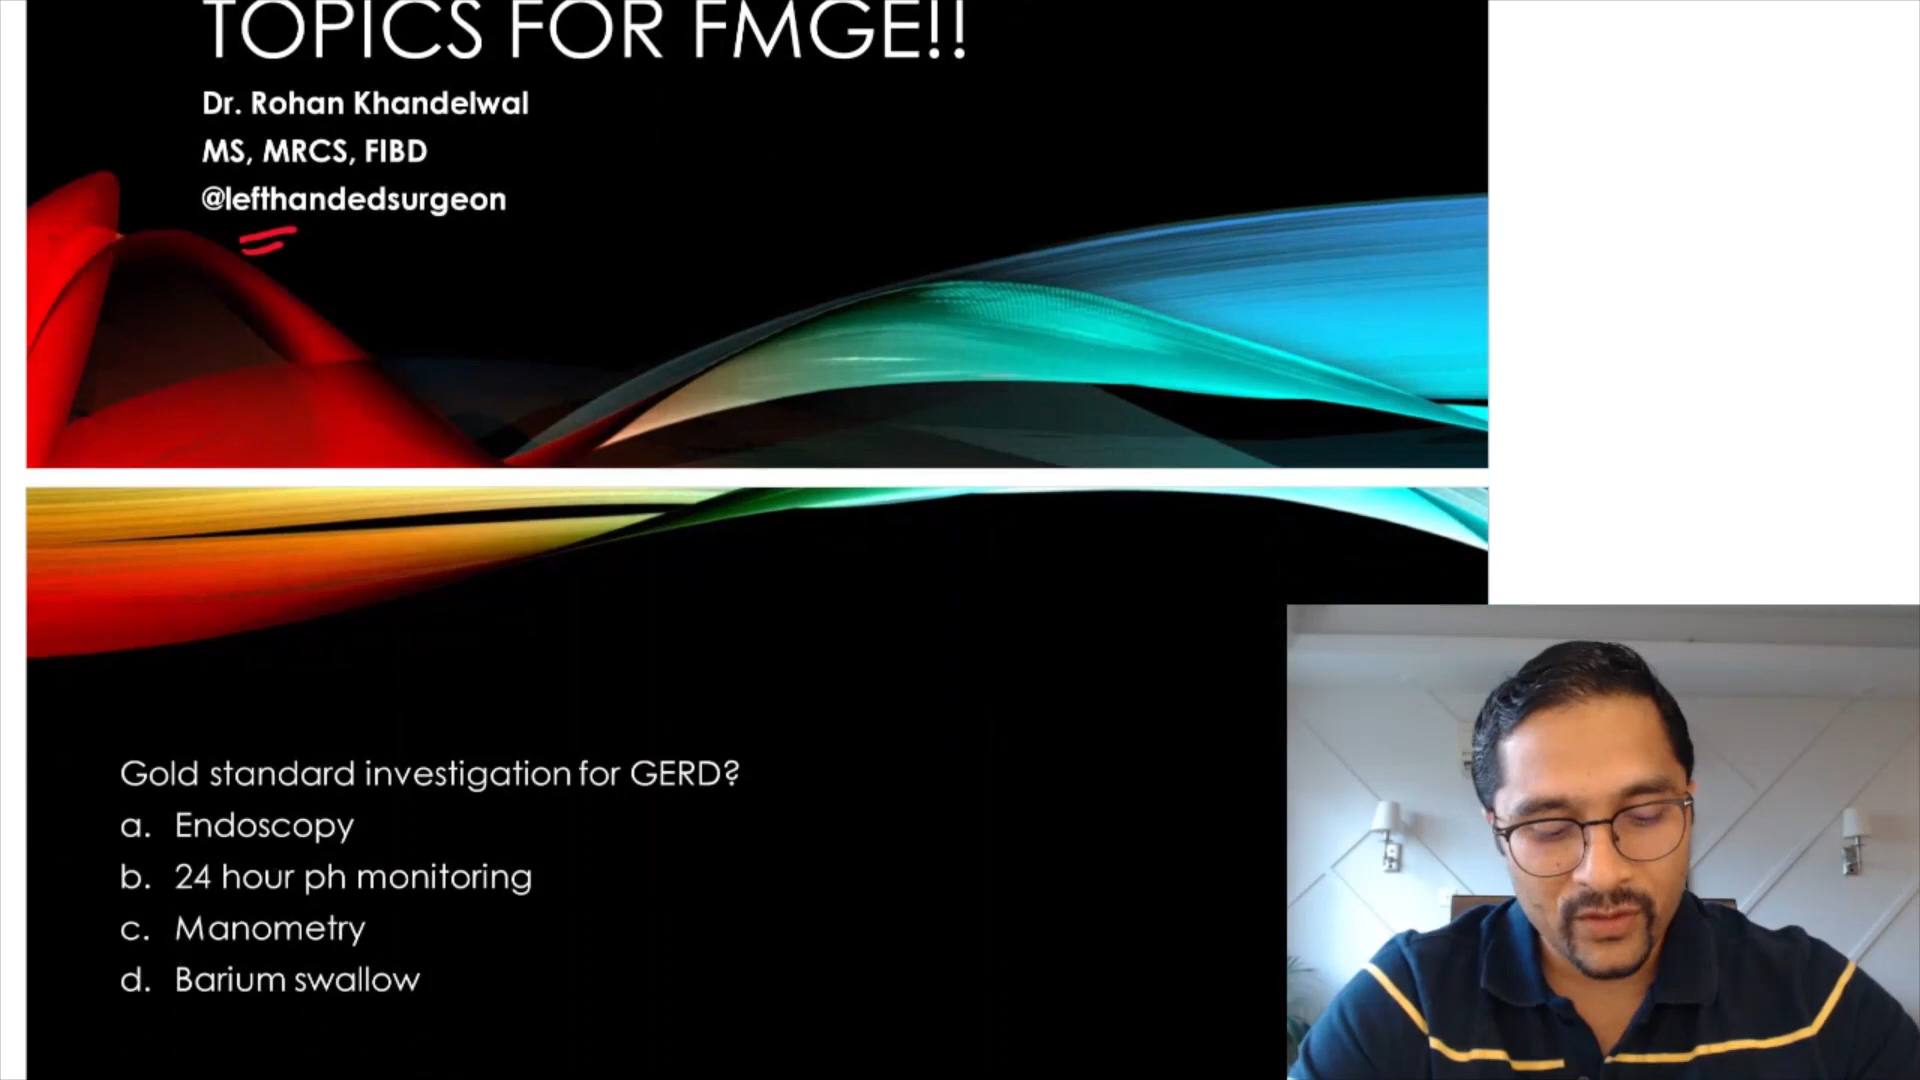 TOPICS FOR FMGE!!
Dr. Rohan Khandelwal
MS, MRCS, FIBD
@lefthandedsurgeon
Gold standard investigation for GERD?
a. Endoscopy
b. 24 hour ph monitoring
c. Manometry
d. Barium swallow